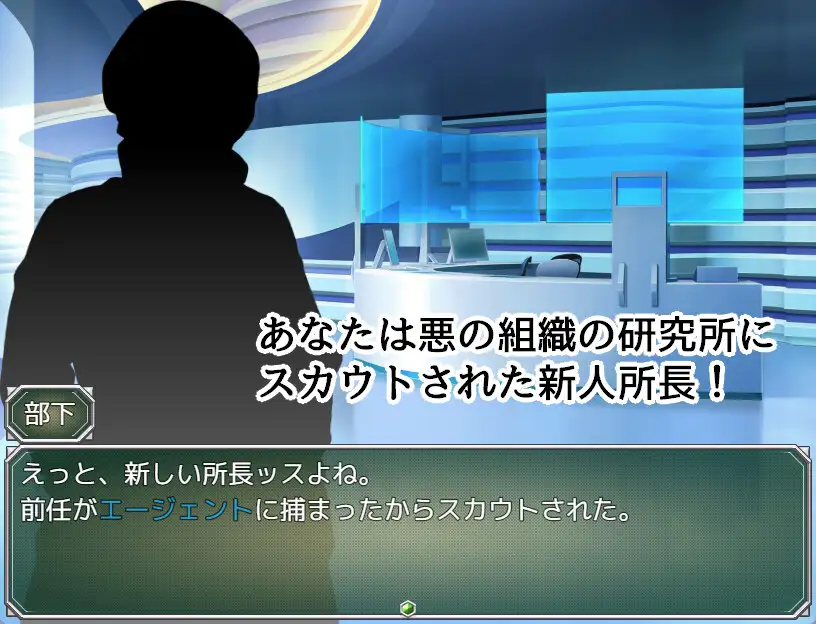 あなたは悪の組織の研究所に
スカウトされた新人所長！
部下
えっと、新しい所長ッスよね。
前任がエージェントに捕まったからスカウトされた。